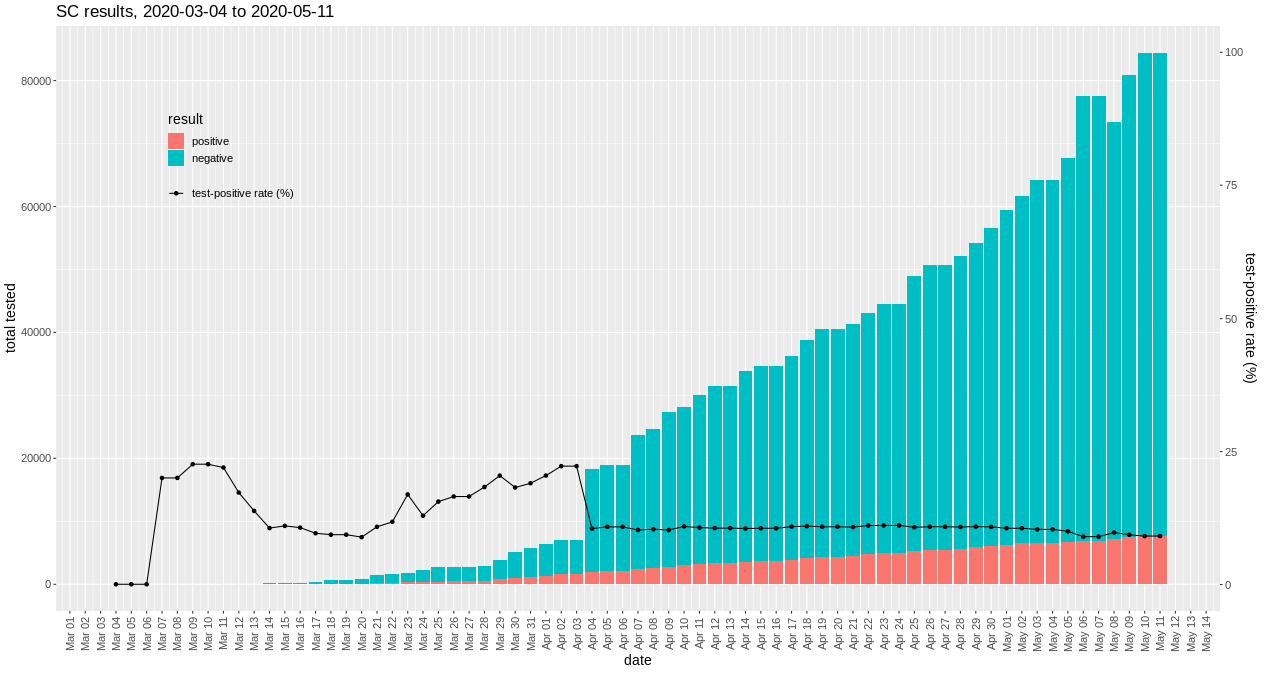 SC results, 2020-03-04 to 2020-05-11
total tested
80000
60000
40000
20000
0
result
positive
negative
test-positive rate (%)
100
75
50
25
0
test-positive rate (%)
Mar 01
Mar 02
Mar 03
Mar 04
Mar 05
Mar 06
Mar 07
Mar 08
Mar 09
Mar 10
Mar 11
Mar 12
Mar 13
Mar 14
Mar 15
Mar 16
Mar 17
Mar 18
Mar 19
Mar 20
Mar 21
Mar 22
Mar 23
Mar 24
Mar 25
Mar 26
Mar 27
Mar 28
Mar 29
Mar 30
Mar 31
Apr 01
Apr 02
Apr 03
Apr 04
Apr 05
Apr 06
Apr 07
Apr 08
Apr 09
Apr 10
Apr 11
Apr 12
Apr 13
Apr 14
Apr 15
Apr 16
Apr 17
Apr 18
Apr 19
Apr 20
Apr 21
Apr 22
Apr 23
Apr 24
Apr 25
Apr 26
Apr 27
Apr 28
Apr 29
Apr 30
May 01
May 02
May 03
May 04
May 05
May 06
May 07
May 08
May 09
May 10
May 11
May 12
May 13
May 14
date